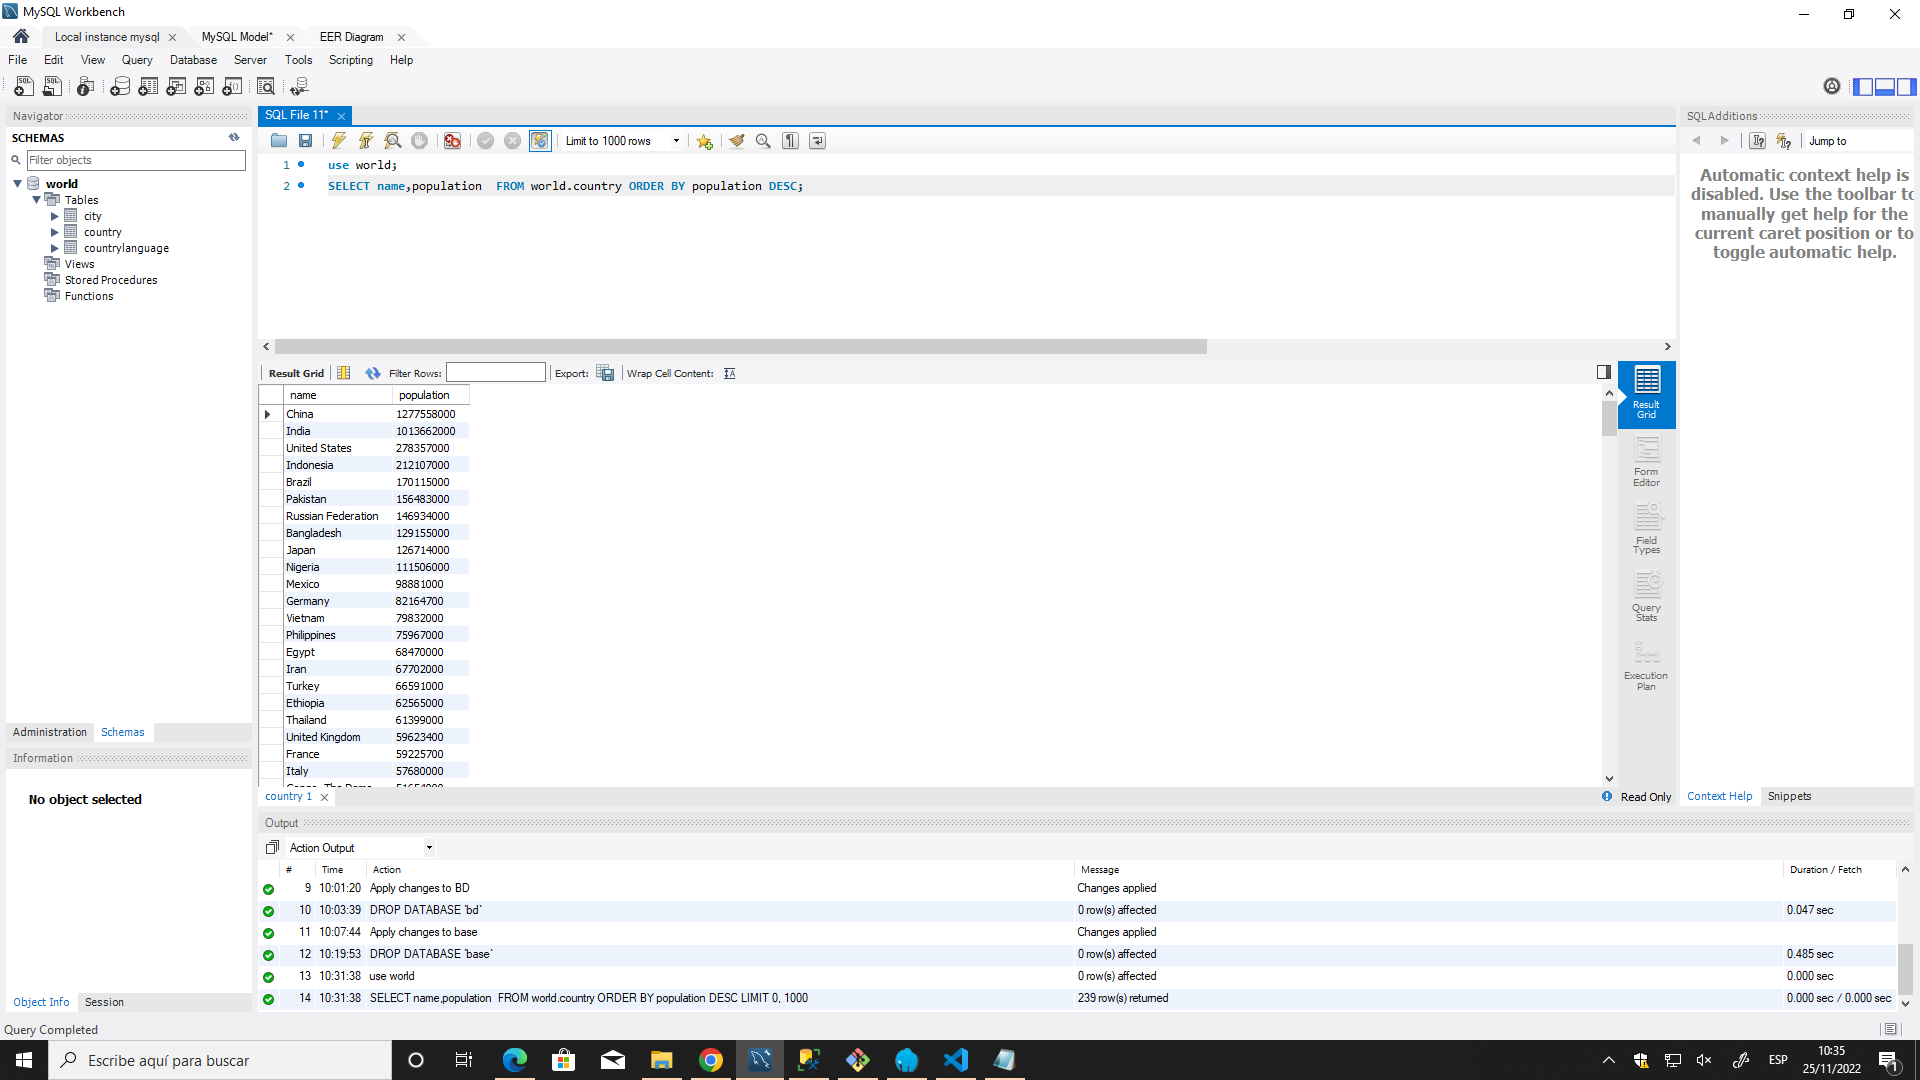 MySQL Workbench
Local instance mysql
MySQL Model*
EER Diagram
File Edit View Query Database Server Tools Scripting Help
Navigator
SCHEMAS
Filter objects
world
Tables
city
country
countrylanguage
Views
Stored Procedures
Functions
Administration Schemas
Information
No object selected
Object Info Session
SQL File 11*
Limit to 1000 rows
1 use world;
2 SELECT name,population  FROM world.country ORDER BY population DESC;
Result Grid Filter Rows: Export: Wrap Cell Content:
name population
China 1277558000
India 1013662000
United States 278357000
Indonesia 212107000
Brazil 170115000
Pakistan 156483000
Russian Federation 146934000
Bangladesh 129155000
Japan 126714000
Nigeria 111506000
Mexico 98881000
Germany 82164700
Vietnam 79832000
Philippines 75967000
Egypt 68470000
Iran 67702000
Turkey 66591000
Ethiopia 62565000
Thailand 61399000
United Kingdom 59623400
France 59225700
Italy 57680000
Result
Grid
Form
Editor
Field
Types
Query
Stats
Execution
Plan
country 1
Read Only
SQLAdditions
Jump to
Automatic context help is
disabled. Use the toolbar to
manually get help for the
current caret position or to
toggle automatic help.
Context Help Snippets
Output
Action Output
# Time Action Message Duration / Fetch
9 10:01:20 Apply changes to BD Changes applied
10 10:03:39 DROP DATABASE `bd` 0 row(s) affected 0.047 sec
11 10:07:44 Apply changes to base Changes applied
12 10:19:53 DROP DATABASE `base` 0 row(s) affected 0.485 sec
13 10:31:38 use world 0 row(s) affected 0.000 sec
14 10:31:38 SELECT name,population  FROM world.country ORDER BY population DESC LIMIT 0, 1000 239 row(s) returned 0.000 sec / 0.000 sec
Query Completed
Escribe aquí para buscar
ESP
10:35
25/11/2022
1